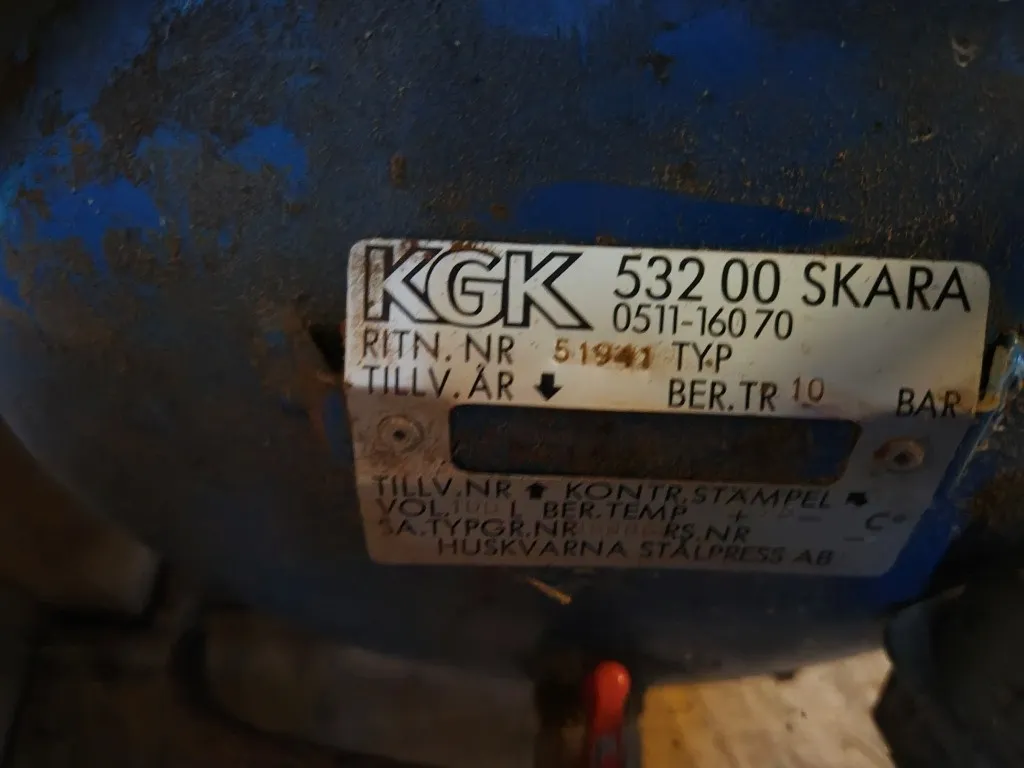 KGK 532 00 SKARA
0511-160 70
RITN. NR 51941 TYP
TILLV. ÅR BER. TR 10 BAR
TILLV. NR KONTR. STÄMPEL
VOL. 100 L BER. TEMP + – C°
SA. TYPGR. NR RS. NR
HUSKVARNA STÅLPRESS AB